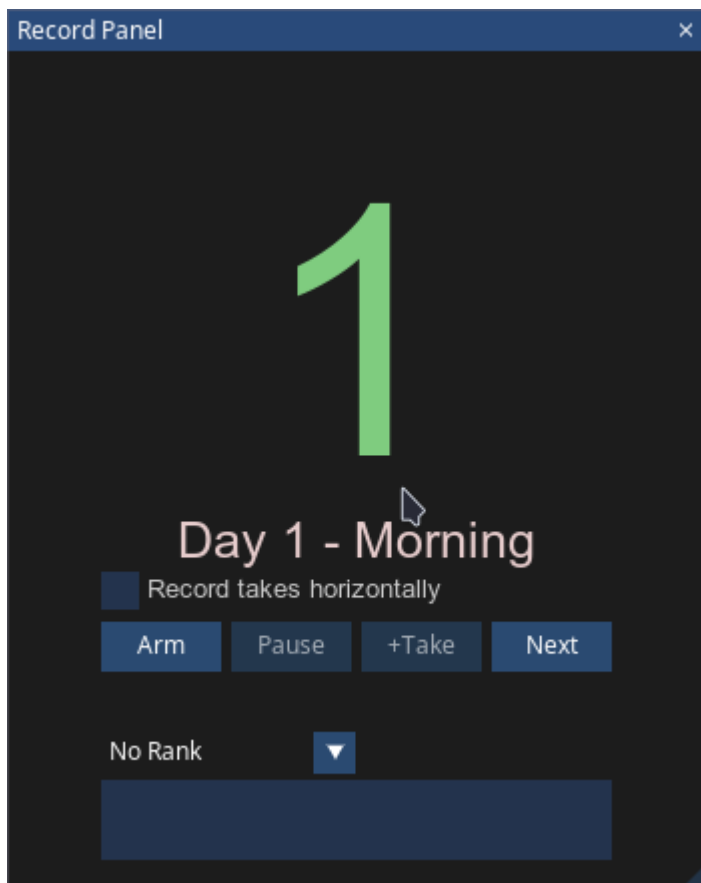 Record Panel ×
1
Day 1 - Morning
Record takes horizontally
Arm Pause +Take Next
No Rank